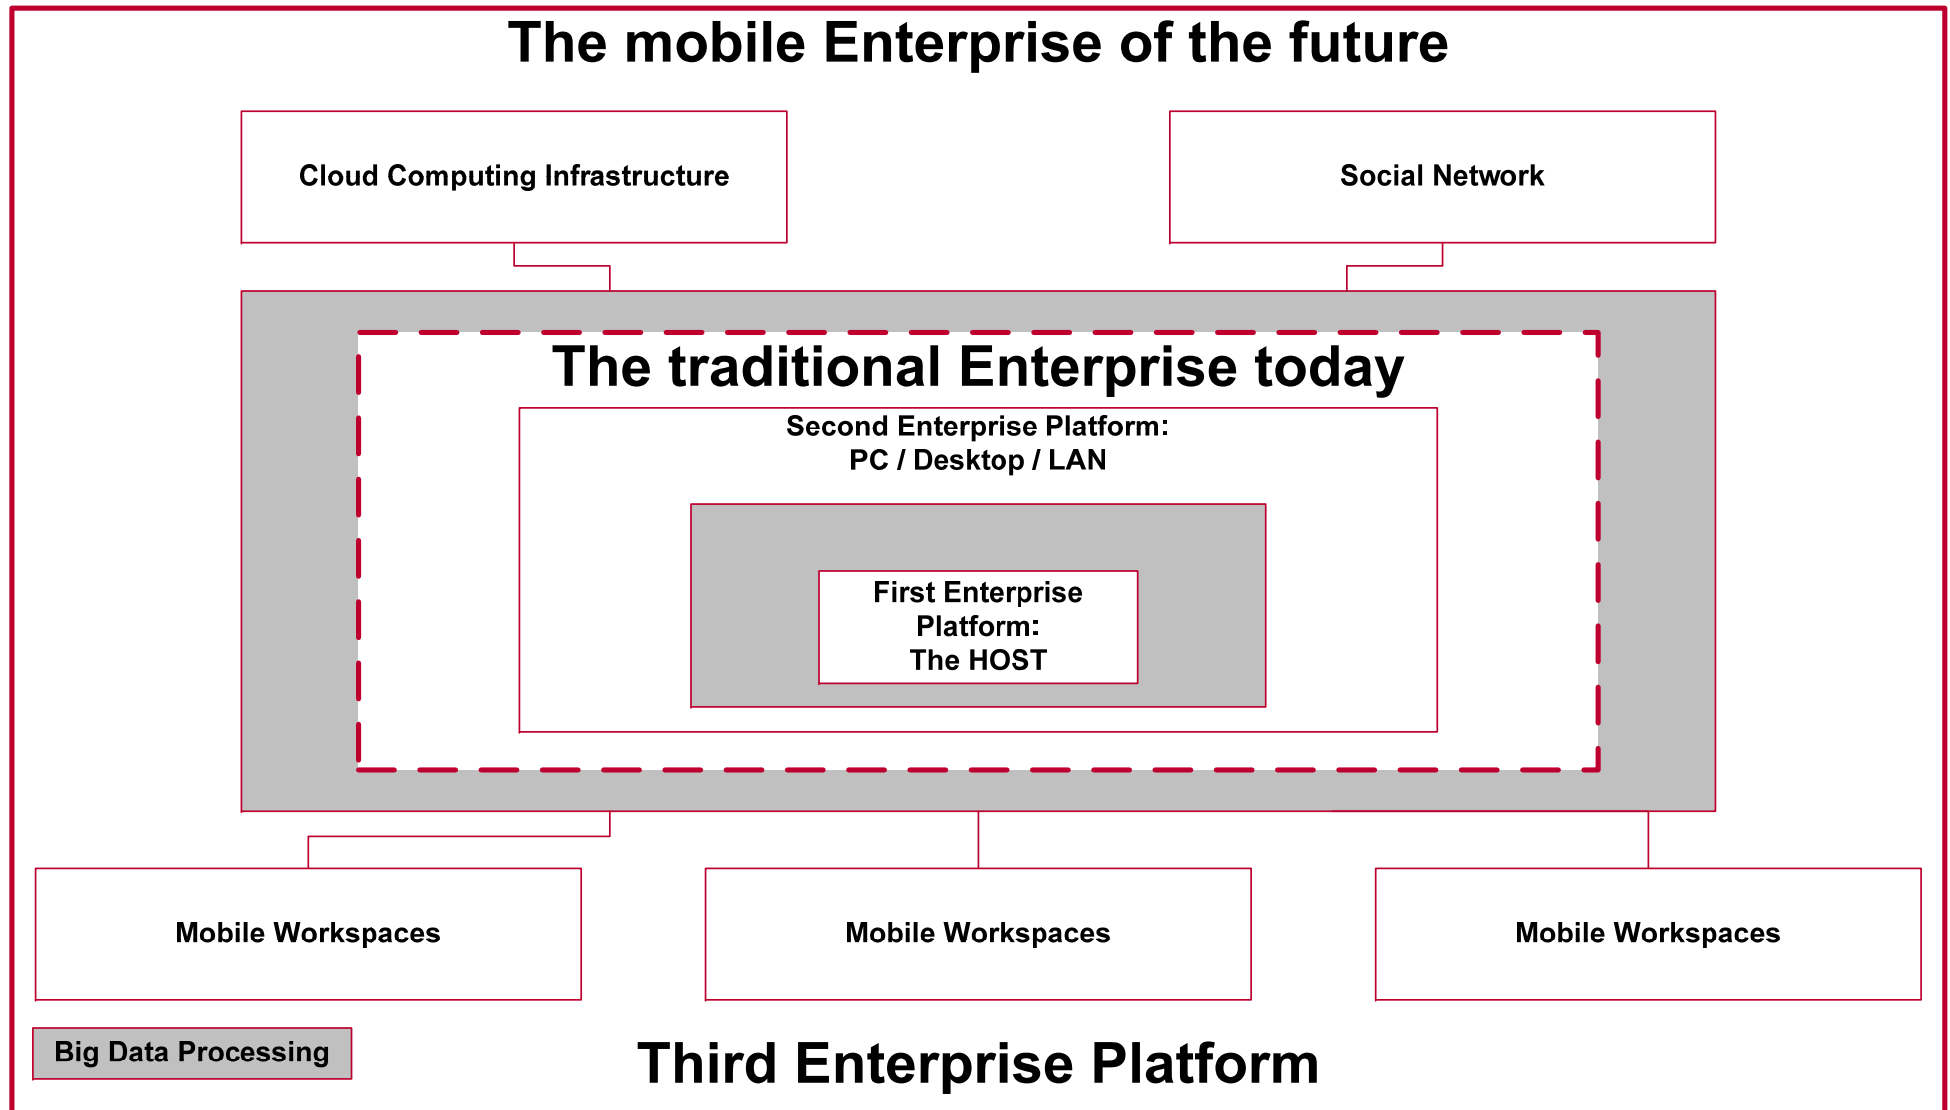 The mobile Enterprise of the future
Cloud Computing Infrastructure
Social Network
The traditional Enterprise today
Second Enterprise Platform:
PC / Desktop / LAN
First Enterprise
Platform:
The HOST
Mobile Workspaces
Mobile Workspaces
Mobile Workspaces
Big Data Processing
Third Enterprise Platform